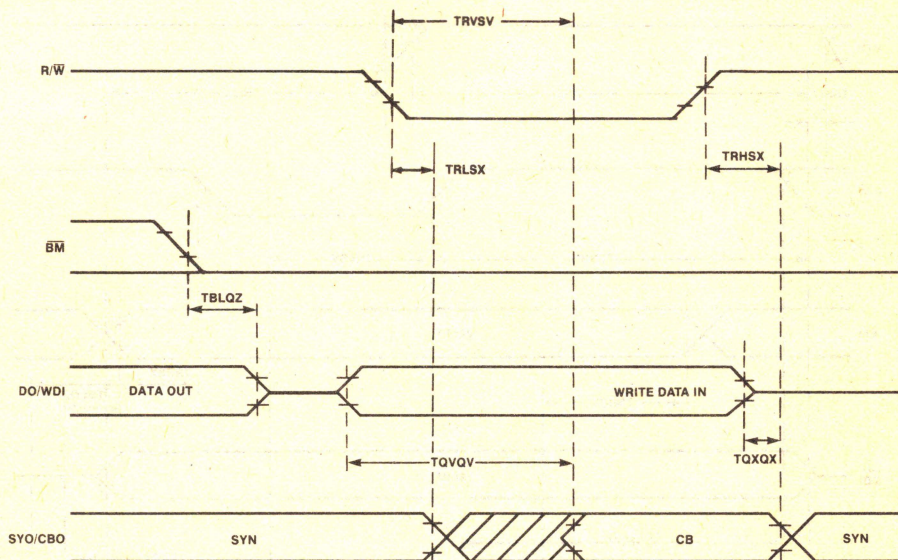 TRVSV
R/W̅
TRLSX
TRHSX
B̅M̅
TBLQZ
DO/WDI
DATA OUT
WRITE DATA IN
TQVQV
TQXQX
SYO/CBO
SYN
CB
SYN